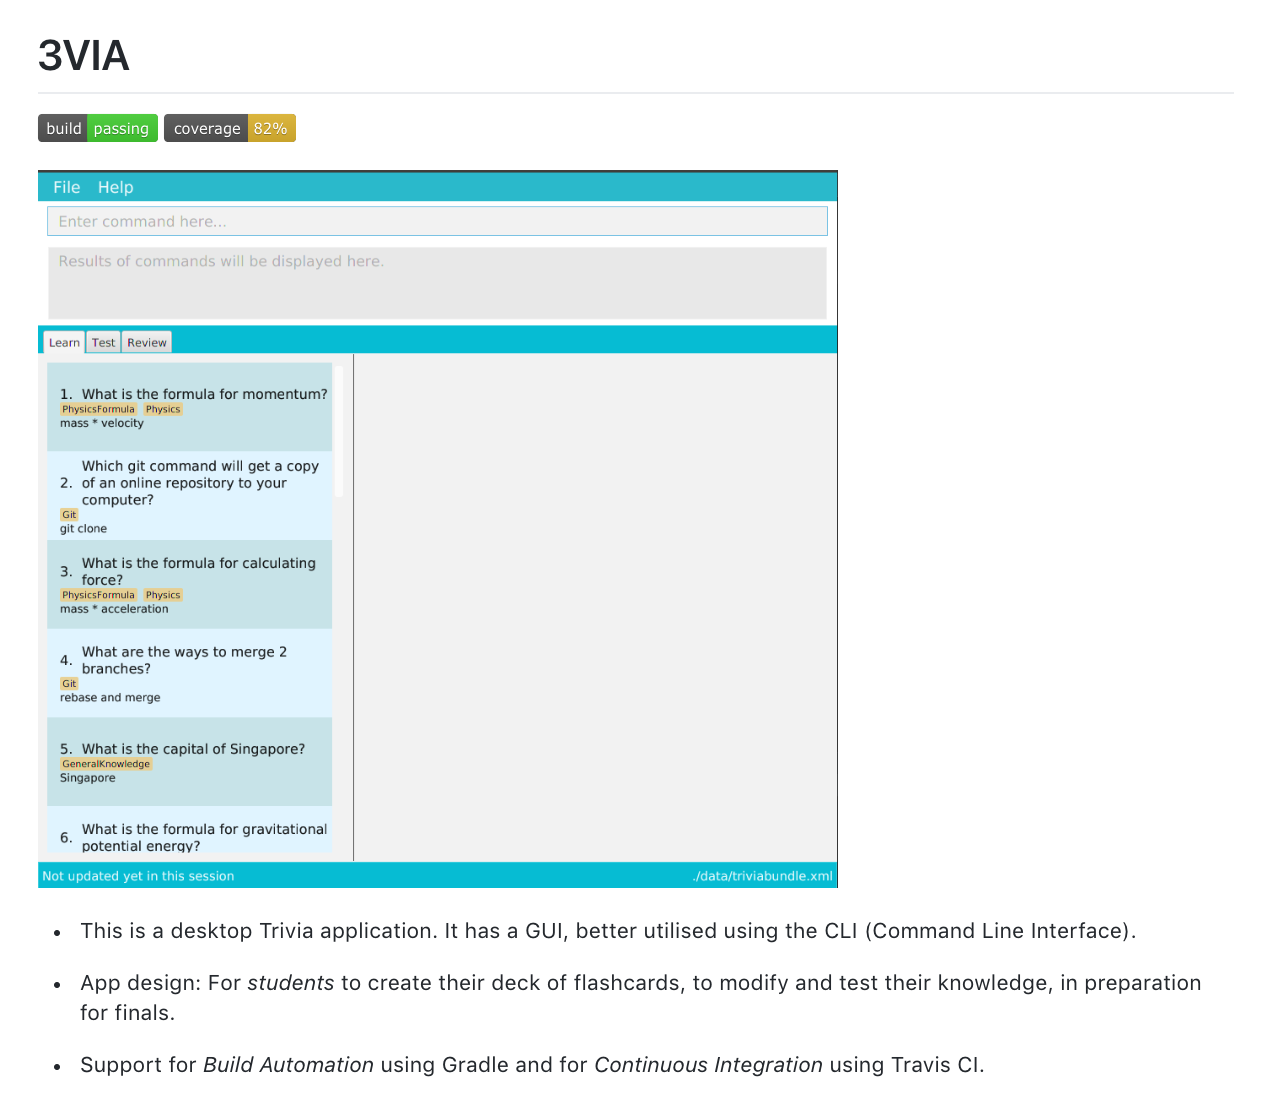 3VIA
build passing coverage 82%
File Help
Enter command here...
Results of commands will be displayed here.
Learn Test Review
1. What is the formula for momentum?
PhysicsFormula Physics
mass * velocity
Which git command will get a copy
2. of an online repository to your
computer?
Git
git clone
What is the formula for calculating
3. force?
PhysicsFormula Physics
mass * acceleration
What are the ways to merge 2
4. branches?
Git
rebase and merge
5. What is the capital of Singapore?
GeneralKnowledge
Singapore
What is the formula for gravitational
6. potential energy?
Not updated yet in this session ./data/triviabundle.xml
• This is a desktop Trivia application. It has a GUI, better utilised using the CLI (Command Line Interface).
• App design: For students to create their deck of flashcards, to modify and test their knowledge, in preparation
for finals.
• Support for Build Automation using Gradle and for Continuous Integration using Travis CI.